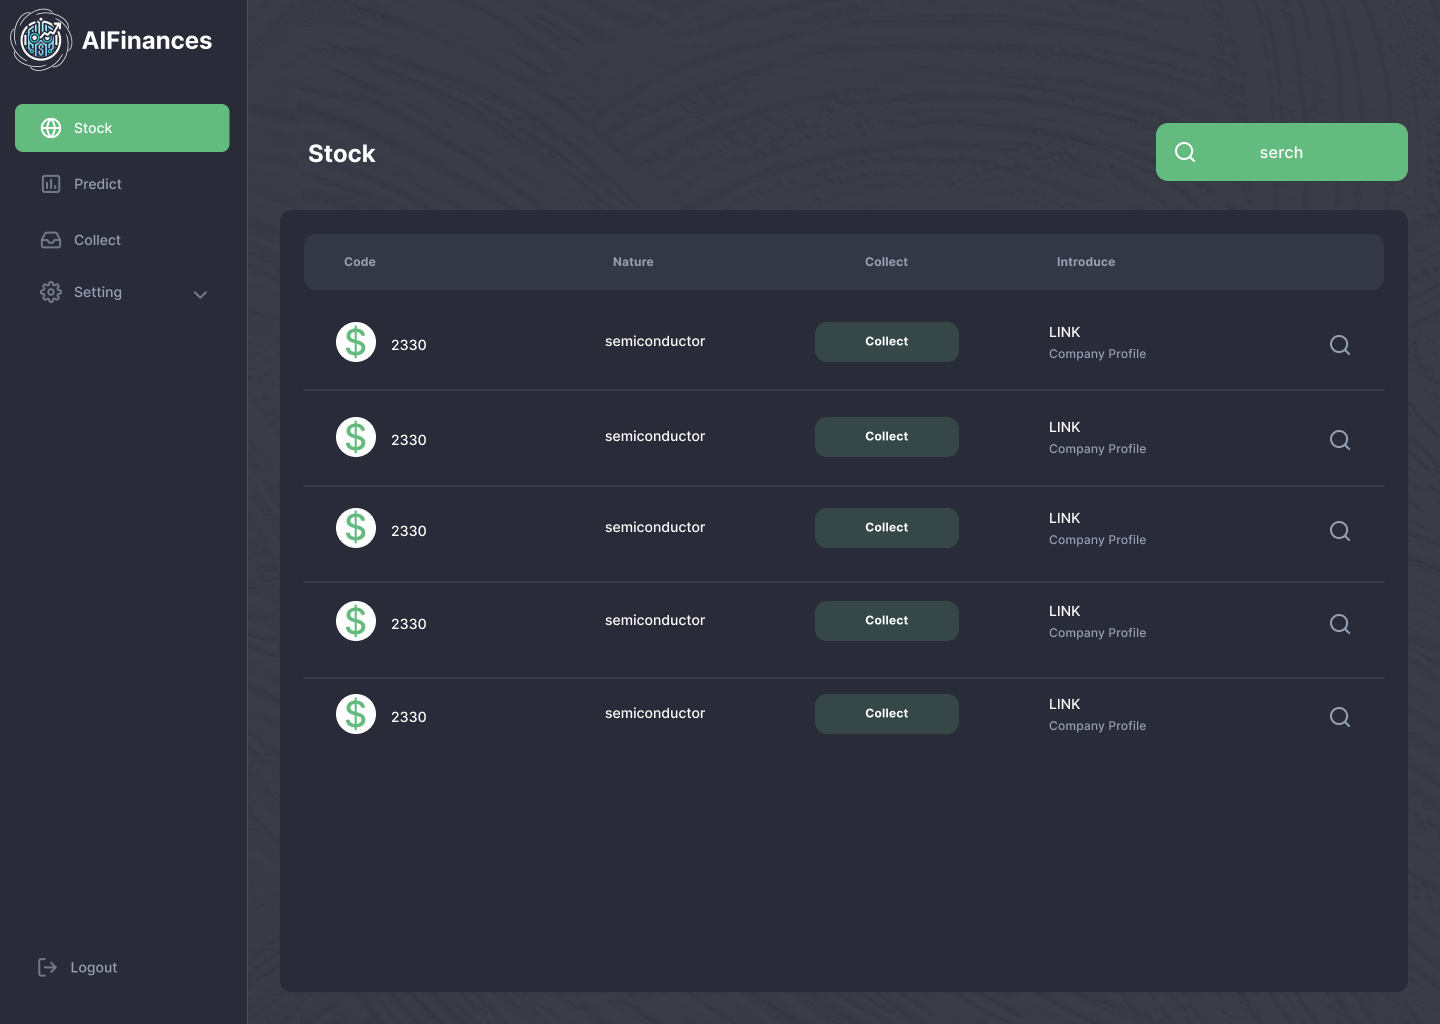 AIFinances
Stock
Predict
Collect
Setting
Logout
Stock
serch
Code Nature Collect Introduce
2330 semiconductor Collect LINK
Company Profile
2330 semiconductor Collect LINK
Company Profile
2330 semiconductor Collect LINK
Company Profile
2330 semiconductor Collect LINK
Company Profile
2330 semiconductor Collect LINK
Company Profile